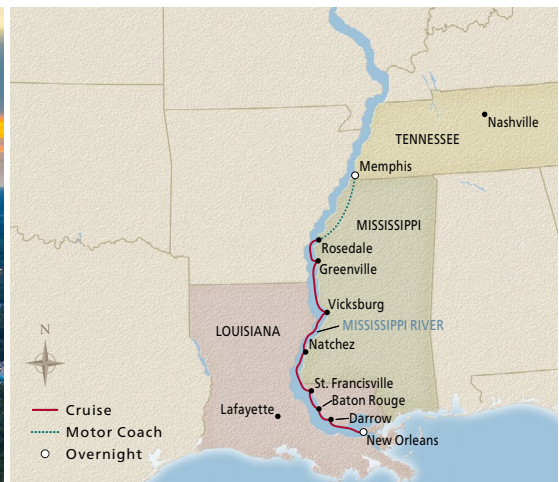 Nashville
TENNESSEE
Memphis
MISSISSIPPI
Rosedale
Greenville
Vicksburg
LOUISIANA
MISSISSIPPI RIVER
N
Natchez
St. Francisville
Baton Rouge
Lafayette
Darrow
New Orleans
Cruise
Motor Coach
Overnight